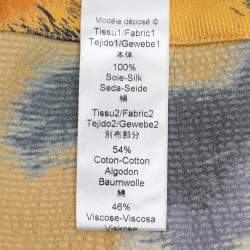 Modèle déposé ©
Tissu1/Fabric1
Tejido1/Gewebe1
本体
100%
Soie-Silk
Seda-Seide
絹
Tissu2/Fabric2
Tejido2/Gewebe2
別布部分
54%
Coton-Cotton
Algodon
Baumwolle
綿
46%
Viscose-Viscosa
Viskose